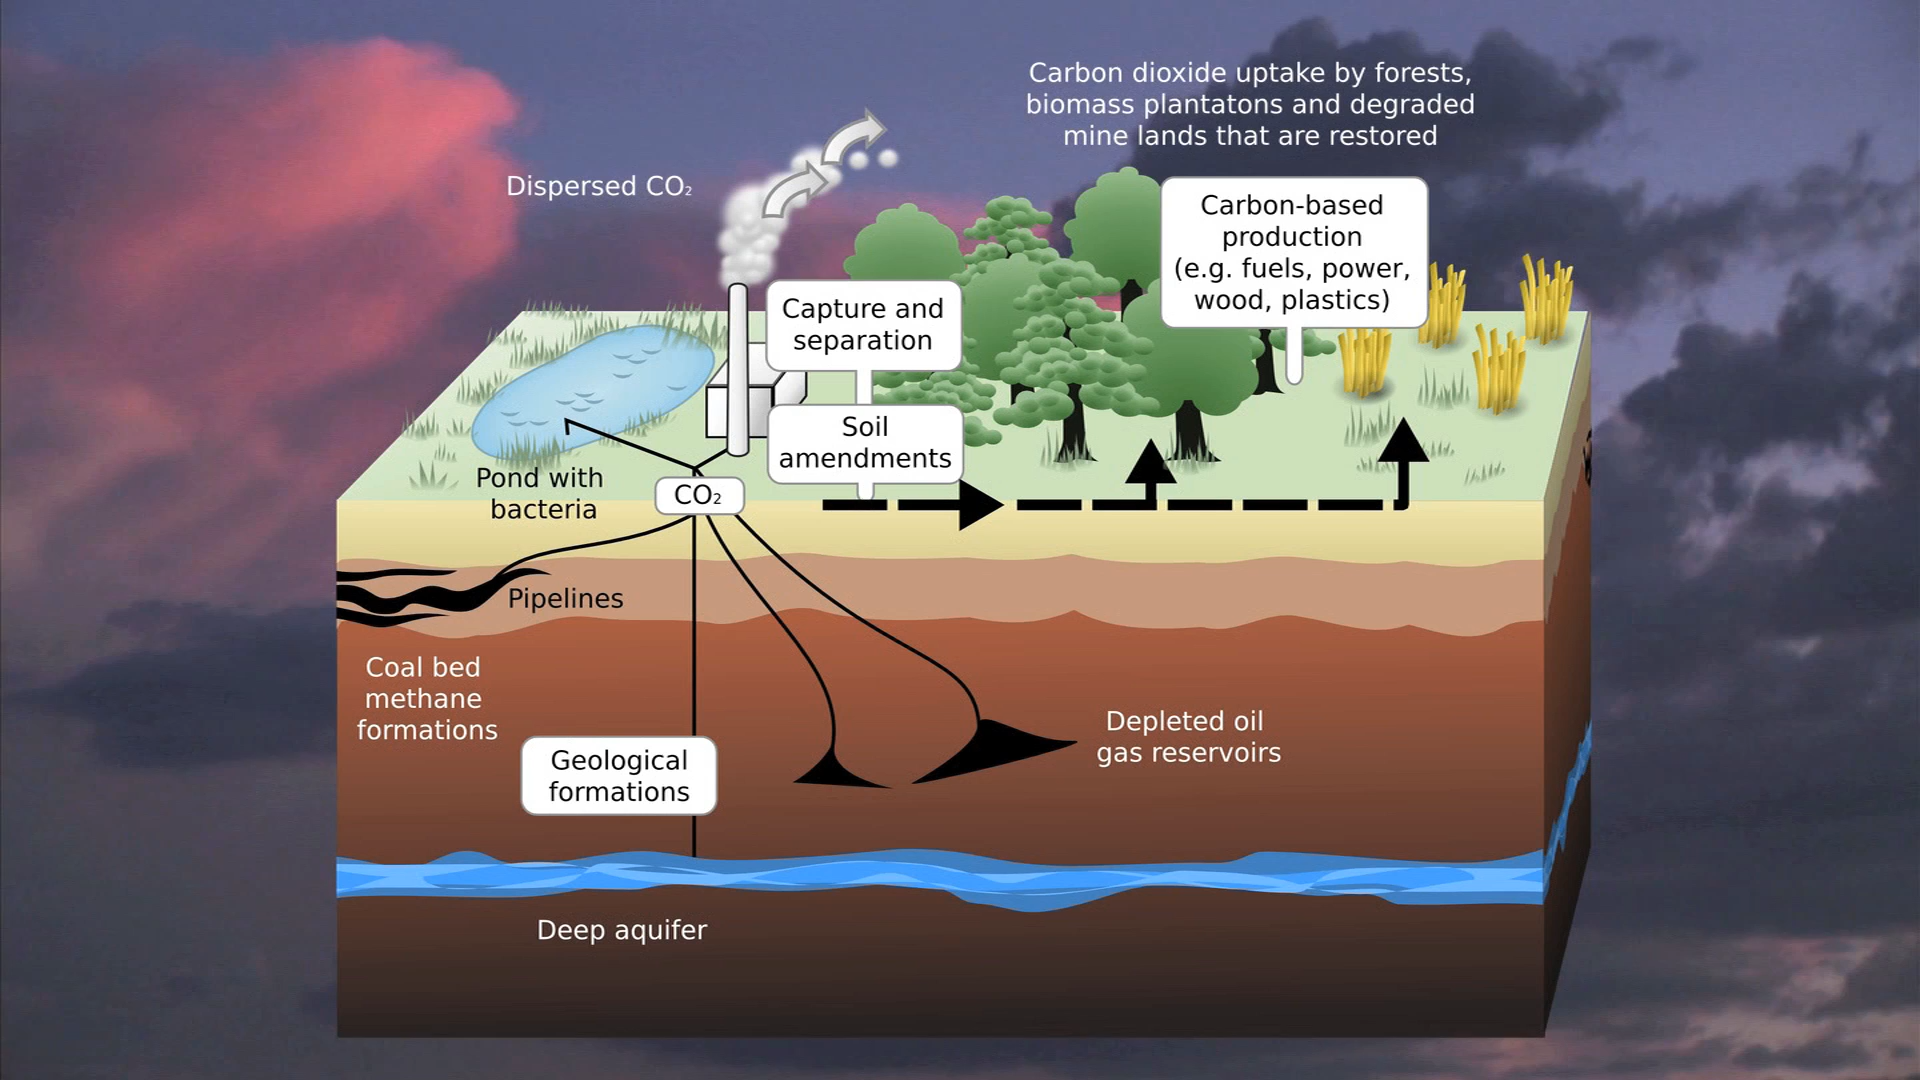 Carbon dioxide uptake by forests,
biomass plantatons and degraded
mine lands that are restored
Dispersed CO₂
Carbon-based
production
(e.g. fuels, power,
wood, plastics)
Capture and
separation
Soil
amendments
Pond with
bacteria
CO₂
Pipelines
Coal bed
methane
formations
Geological
formations
Depleted oil
gas reservoirs
Deep aquifer